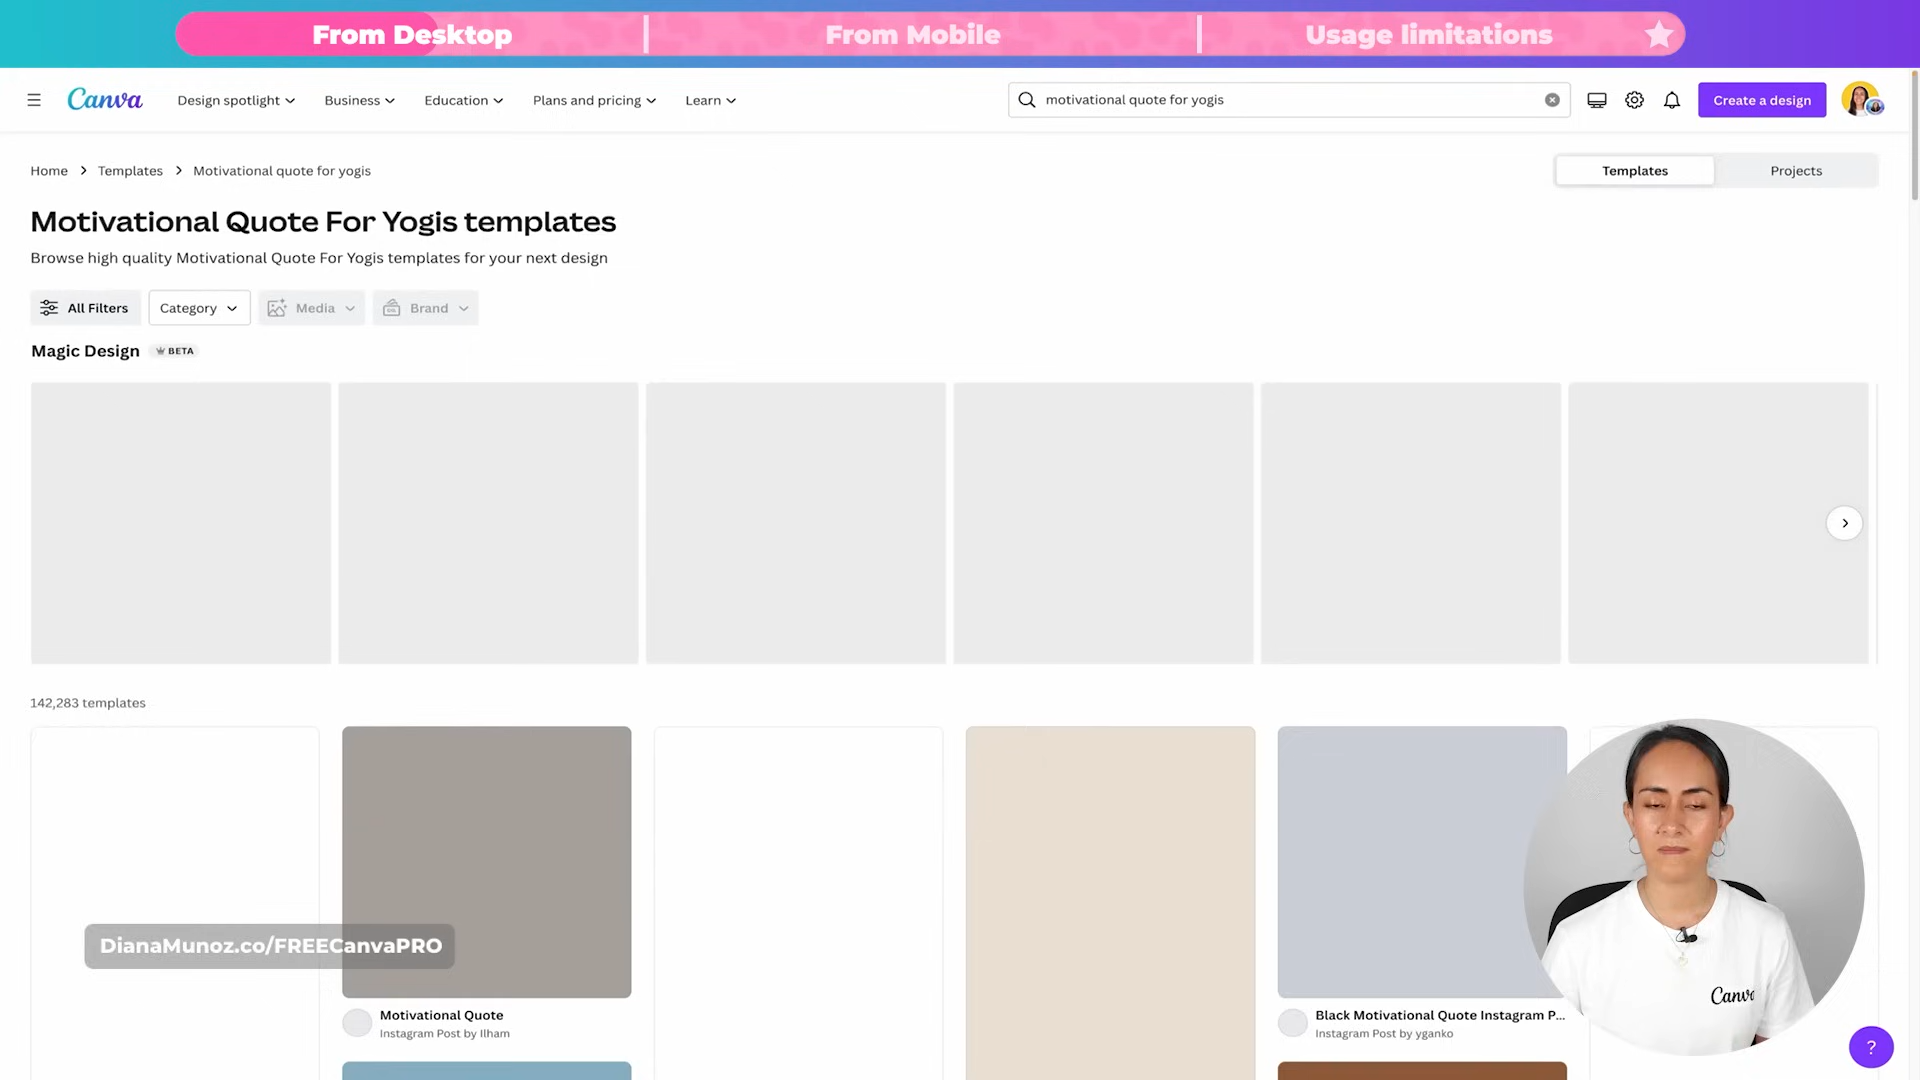 From Desktop
From Mobile
Usage limitations
Canva
Design spotlight
Business
Education
Plans and pricing
Learn
motivational quote for yogis
Create a design
Home
Templates
Motivational quote for yogis
Templates
Projects
Motivational Quote For Yogis templates
Browse high quality Motivational Quote For Yogis templates for your next design
All Filters
Category
Media
Brand
Magic Design
BETA
142,283 templates
DianaMunoz.co/FREECanvaPRO
Motivational Quote
Instagram Post by Ilham
Black Motivational Quote Instagram P...
Instagram Post by yganko
Canva
?